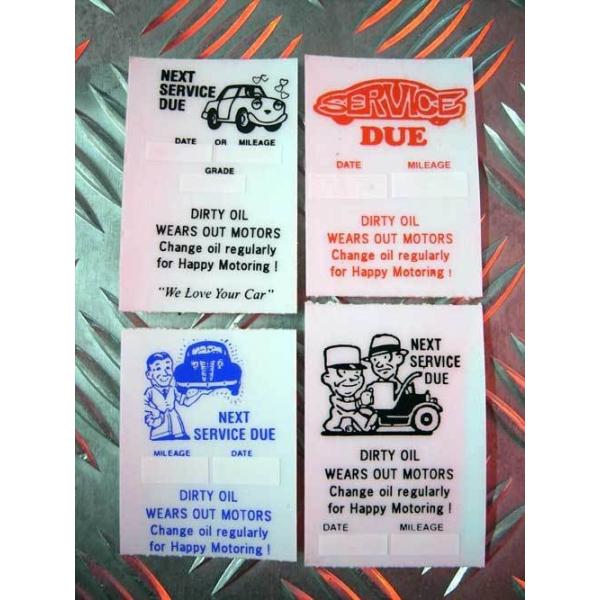 NEXT
SERVICE
DUE
DATE OR MILEAGE
GRADE
DIRTY OIL
WEARS OUT MOTORS
Change oil regularly
for Happy Motoring !
"We Love Your Car"
SERVICE
DUE
DATE MILEAGE
DIRTY OIL
WEARS OUT MOTORS
Change oil regularly
for Happy Motoring !
NEXT
SERVICE DUE
MILEAGE DATE
DIRTY OIL
WEARS OUT MOTORS
Change oil regularly
for Happy Motoring !
NEXT
SERVICE
DUE
DIRTY OIL
WEARS OUT MOTORS
Change oil regularly
for Happy Motoring !
DATE MILEAGE